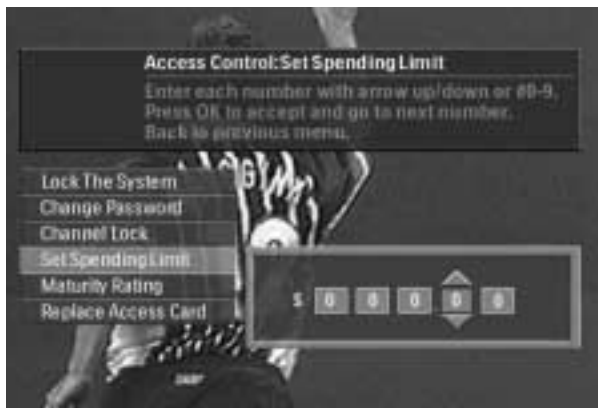 Access Control:Set Spending Limit
Enter each number with arrow up/down or #0-9.
Press OK to accept and go to next number.
Back to previous menu.
Lock The System
Change Password
Channel Lock
Set Spending Limit
Maturity Rating
Replace Access Card
$ 0 0 0 0 0